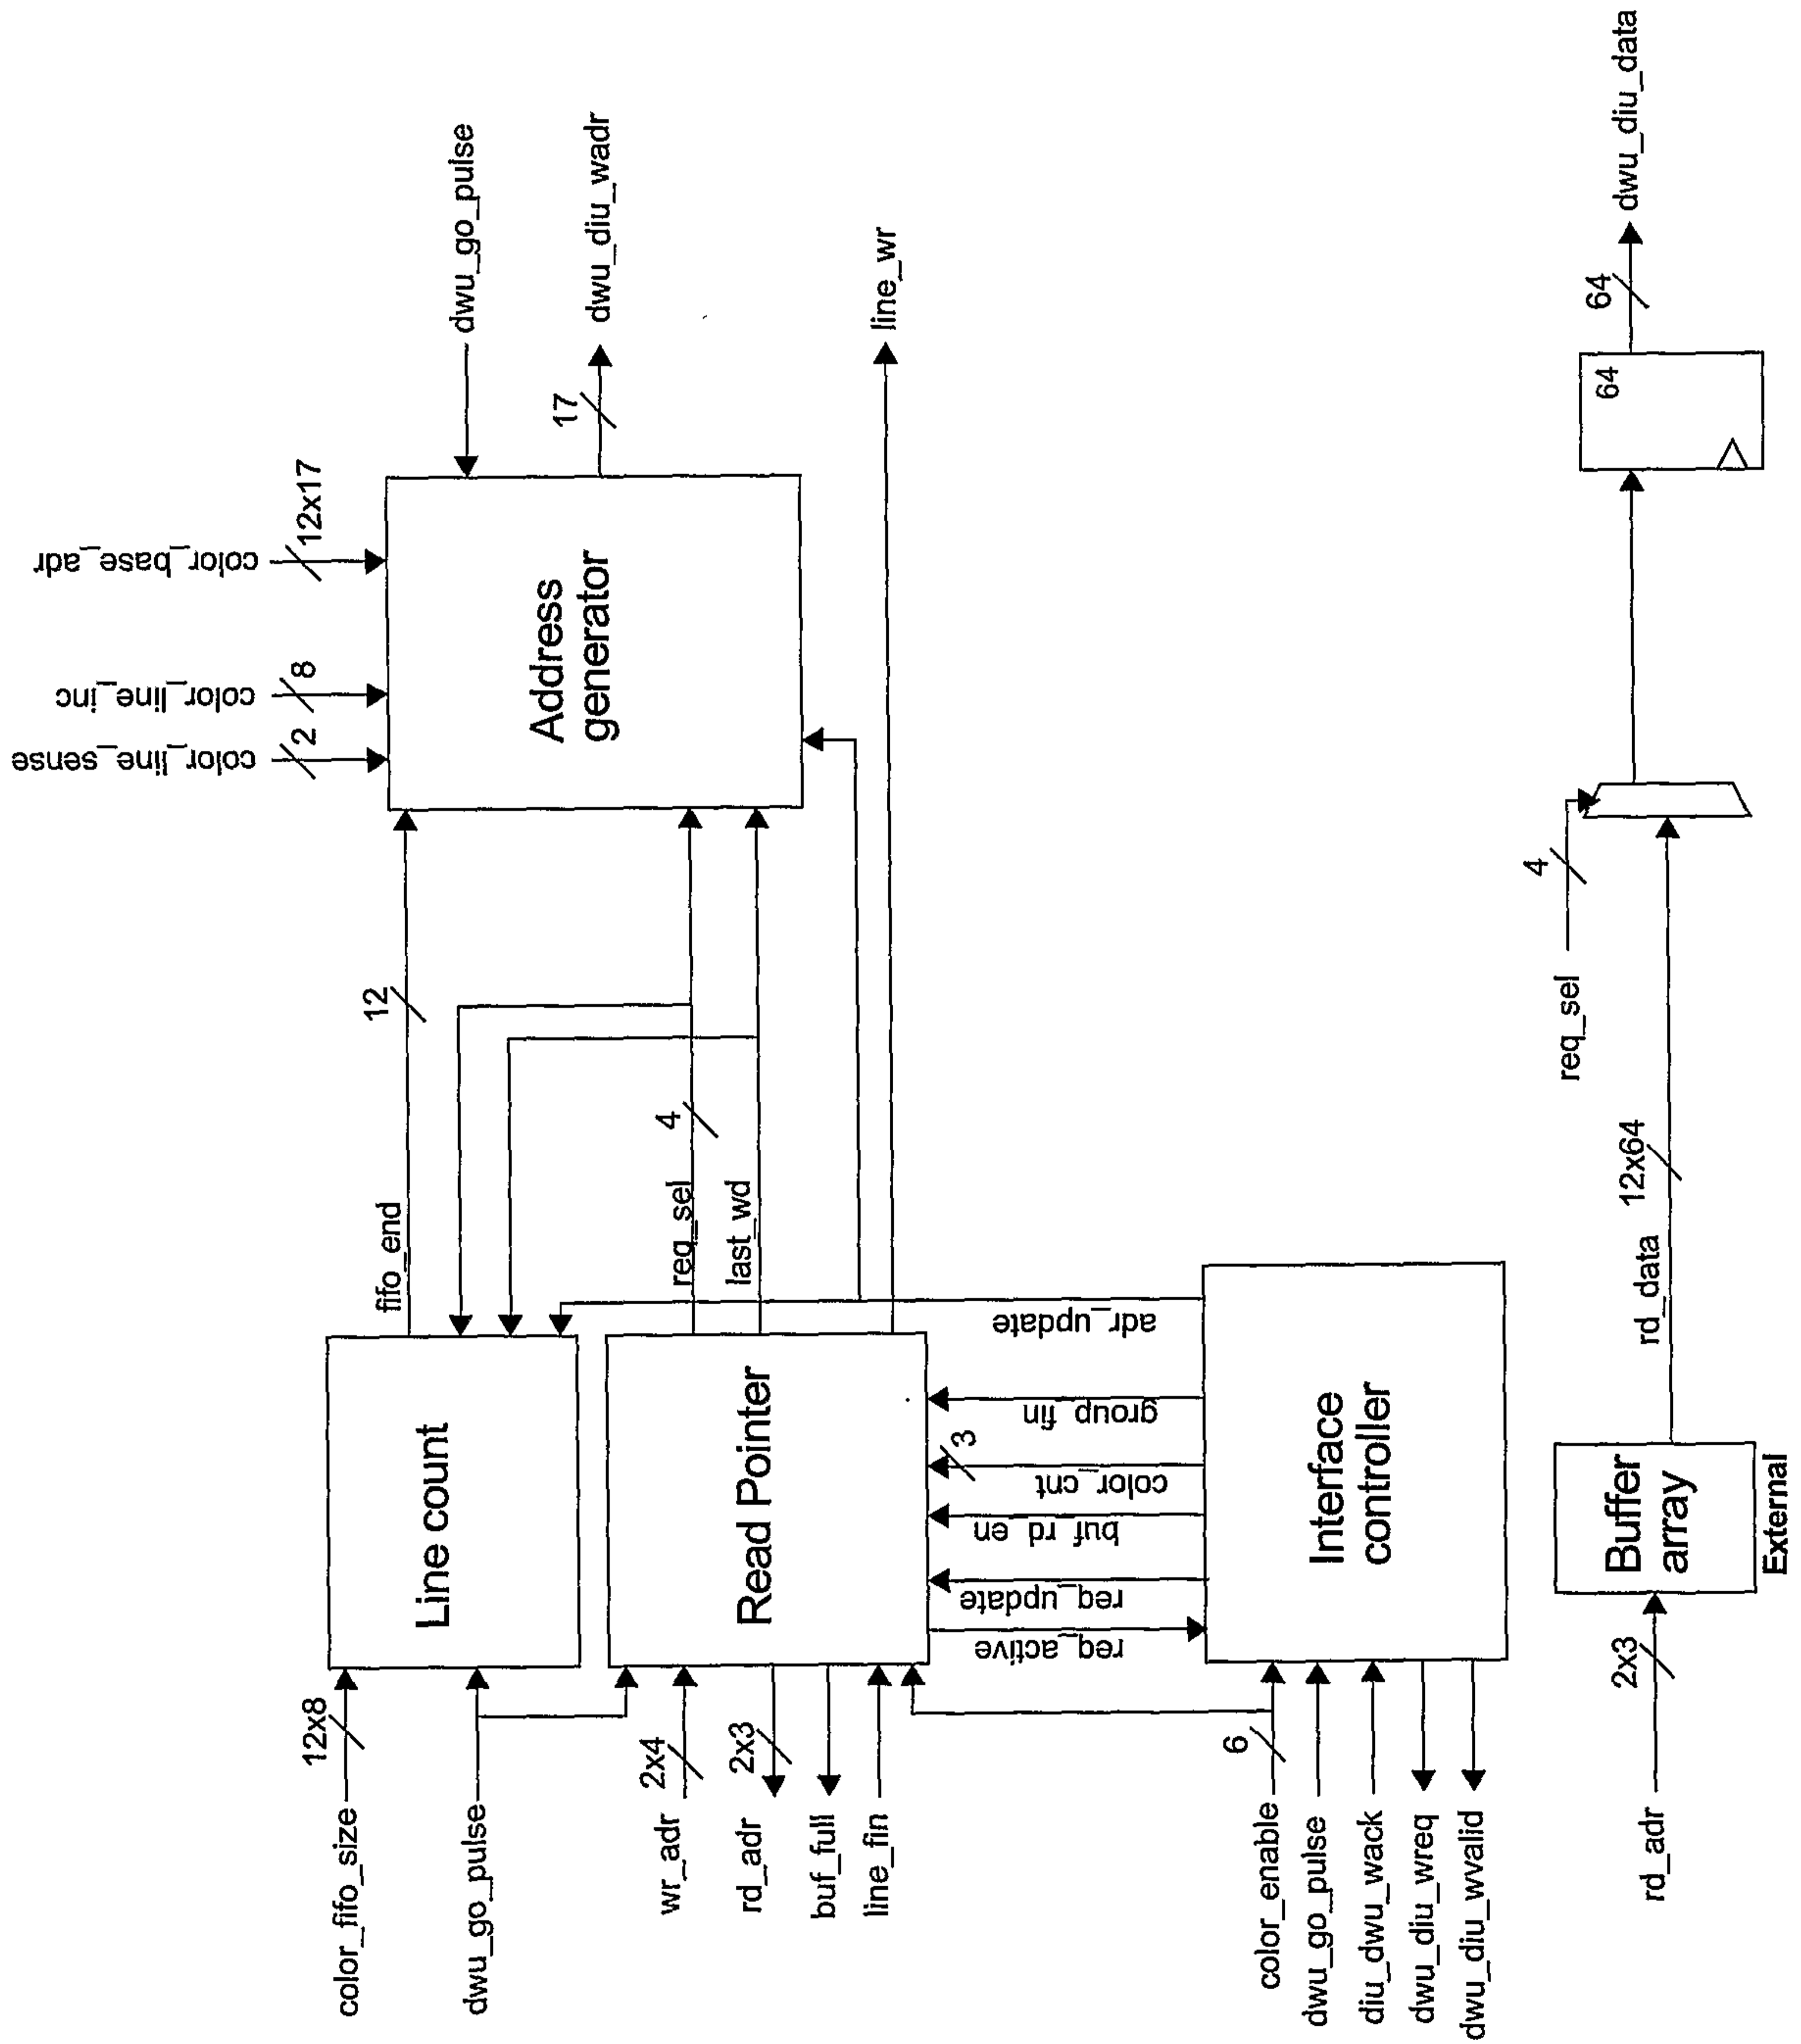 color_fifo_size
12x8
dwu_go_pulse
Line count
fifo_end
12
color_line_sense
2
color_line_inc
8
color_base_adr
12x17
Address
generator
dwu_go_pulse
17
dwu_diu_wadr
wr_adr
2x4
rd_adr
2x3
buf_full
line_fin
Read Pointer
req_sel
4
last_wd
line_wr
req_active
req_update
buf_rd_en
color_cnt
3
group_fin
adr_update
color_enable
6
dwu_go_pulse
diu_dwu_wack
dwu_diu_wreq
dwu_diu_wvalid
Interface
controller
rd_adr
2x3
Buffer
array
External
rd_data
12x64
req_sel
4
64
64
dwu_diu_data